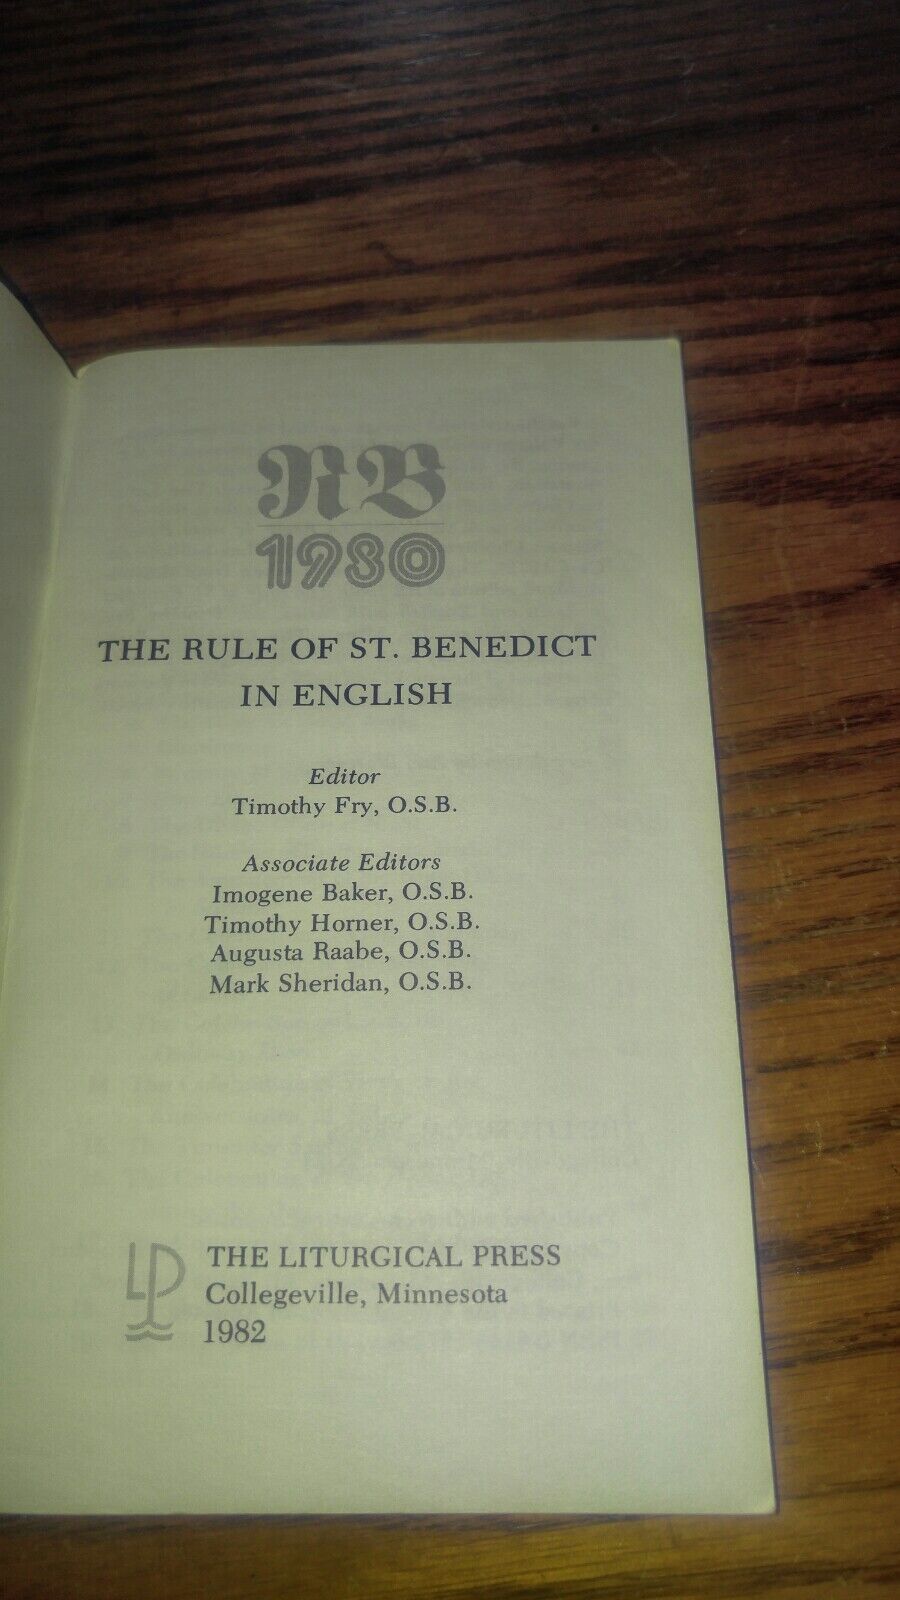 RB
1980
THE RULE OF ST. BENEDICT
IN ENGLISH
Editor
Timothy Fry, O.S.B.
Associate Editors
Imogene Baker, O.S.B.
Timothy Horner, O.S.B.
Augusta Raabe, O.S.B.
Mark Sheridan, O.S.B.
LP
THE LITURGICAL PRESS
Collegeville, Minnesota
1982